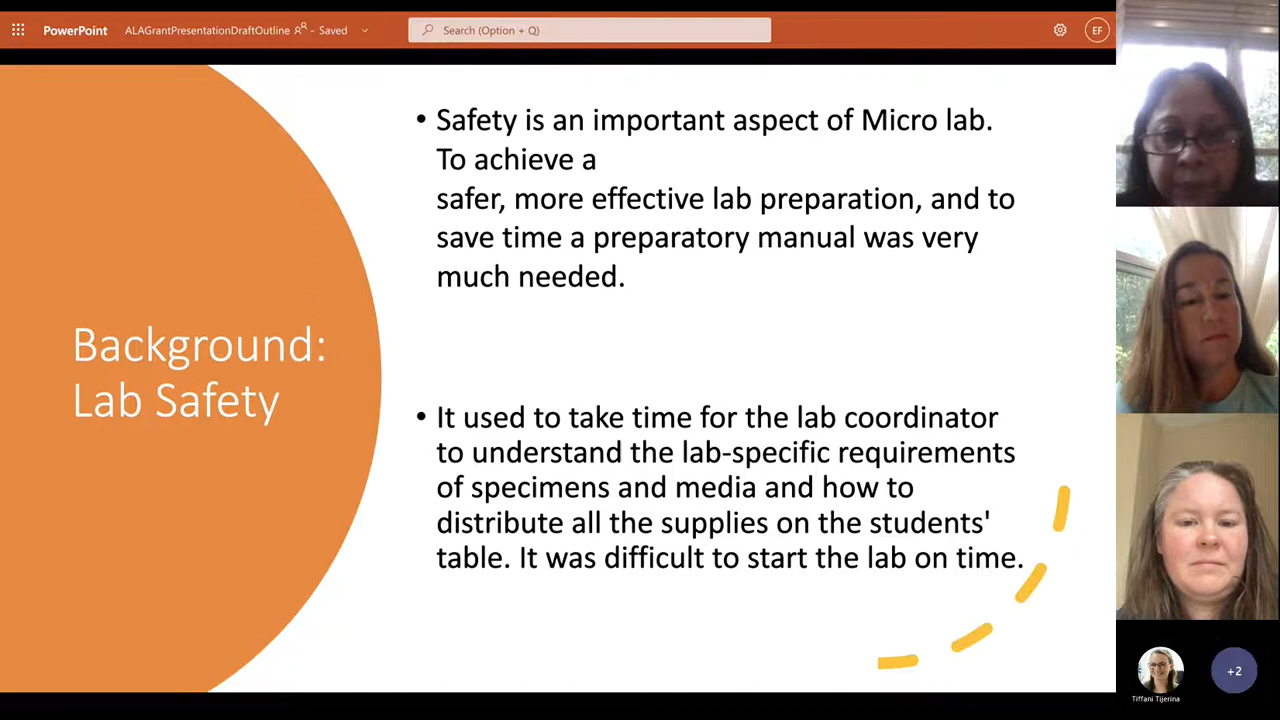 PowerPoint ALAGrantPresentationDraftOutline - Saved Search (Option + Q) EF
• Safety is an important aspect of Micro lab.
To achieve a
safer, more effective lab preparation, and to
save time a preparatory manual was very
much needed.
Background:
Lab Safety
• It used to take time for the lab coordinator
to understand the lab-specific requirements
of specimens and media and how to
distribute all the supplies on the students'
table. It was difficult to start the lab on time.
+2
Tiffani Tijerina